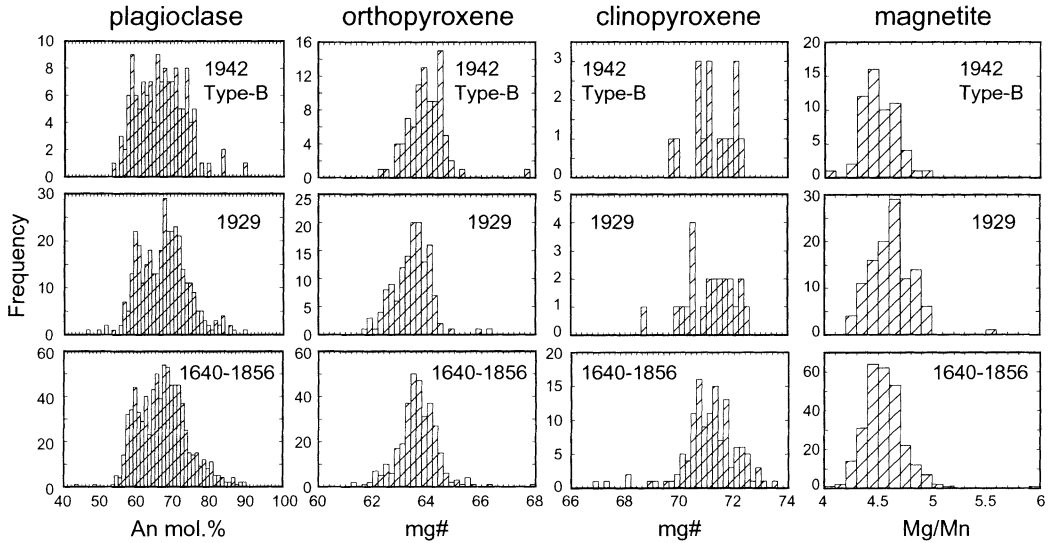 plagioclase orthopyroxene clinopyroxene magnetite
10 16 3 20
8 12 2 15
6 8 1 10
4 4 0 5
2 0 0
0
1942
Type-B
1942
Type-B
1942
Type-B
1942
Type-B
Frequency
30 25 5 30
20 20 4 20
10 15 2 10
0 10 1 0
5 0
0
1929
1929
1929
1929
60 60 20 60
40 40 15 40
20 20 10 20
0 0 5 0
0
1640-1856
1640-1856
1640-1856
1640-1856
40 50 60 70 80 90 100
60 62 64 66 68
66 68 70 72 74
4 4.5 5 5.5 6
An mol.% mg# mg# Mg/Mn